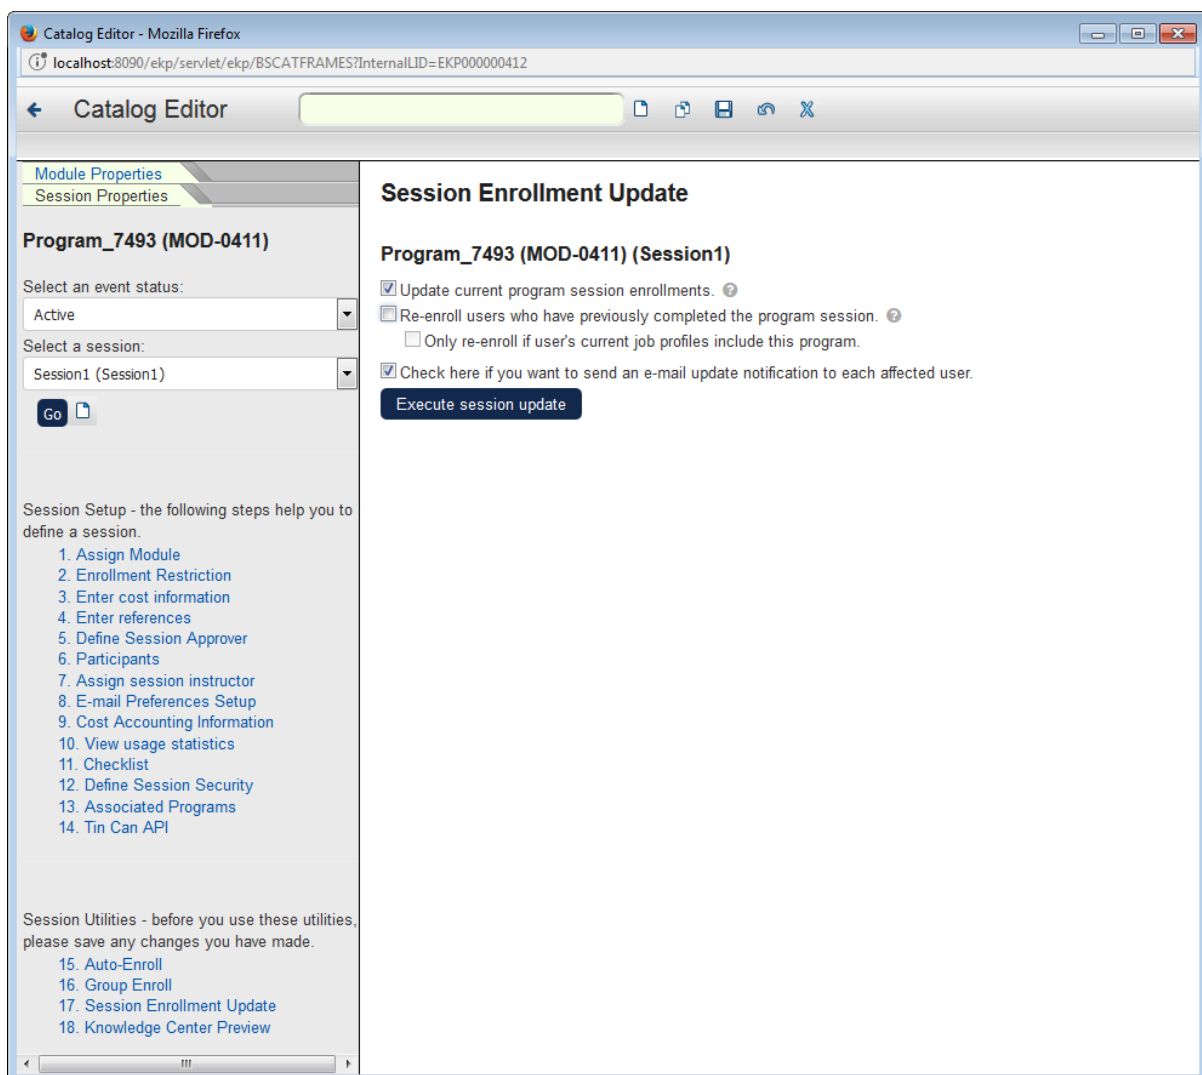 Catalog Editor - Mozilla Firefox
localhost:8090/ekp/servlet/ekp/BSCATFRAMES?InternalLID=EKP000000412
Catalog Editor
Module Properties
Session Properties
Program_7493 (MOD-0411)
Select an event status:
Active
Select a session:
Session1 (Session1)
Go
Session Setup - the following steps help you to
define a session.
1. Assign Module
2. Enrollment Restriction
3. Enter cost information
4. Enter references
5. Define Session Approver
6. Participants
7. Assign session instructor
8. E-mail Preferences Setup
9. Cost Accounting Information
10. View usage statistics
11. Checklist
12. Define Session Security
13. Associated Programs
14. Tin Can API
Session Utilities - before you use these utilities,
please save any changes you have made.
15. Auto-Enroll
16. Group Enroll
17. Session Enrollment Update
18. Knowledge Center Preview
Session Enrollment Update
Program_7493 (MOD-0411) (Session1)
Update current program session enrollments.
Re-enroll users who have previously completed the program session.
Only re-enroll if user's current job profiles include this program.
Check here if you want to send an e-mail update notification to each affected user.
Execute session update